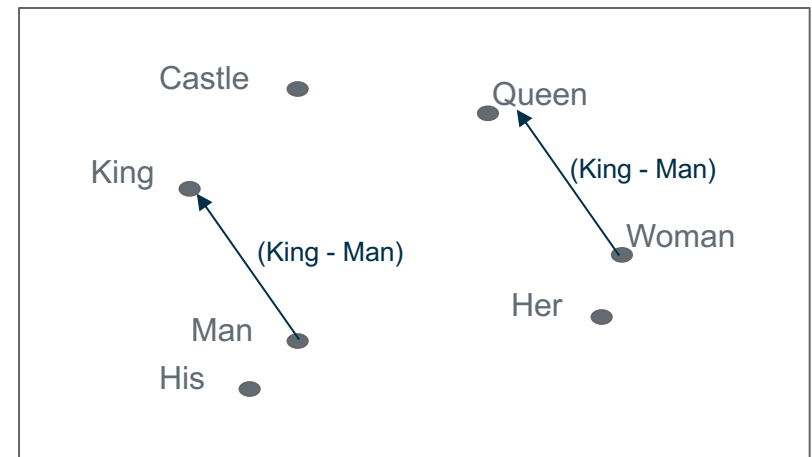 Castle
Queen
King
(King - Man)
Woman
(King - Man)
Her
Man
His